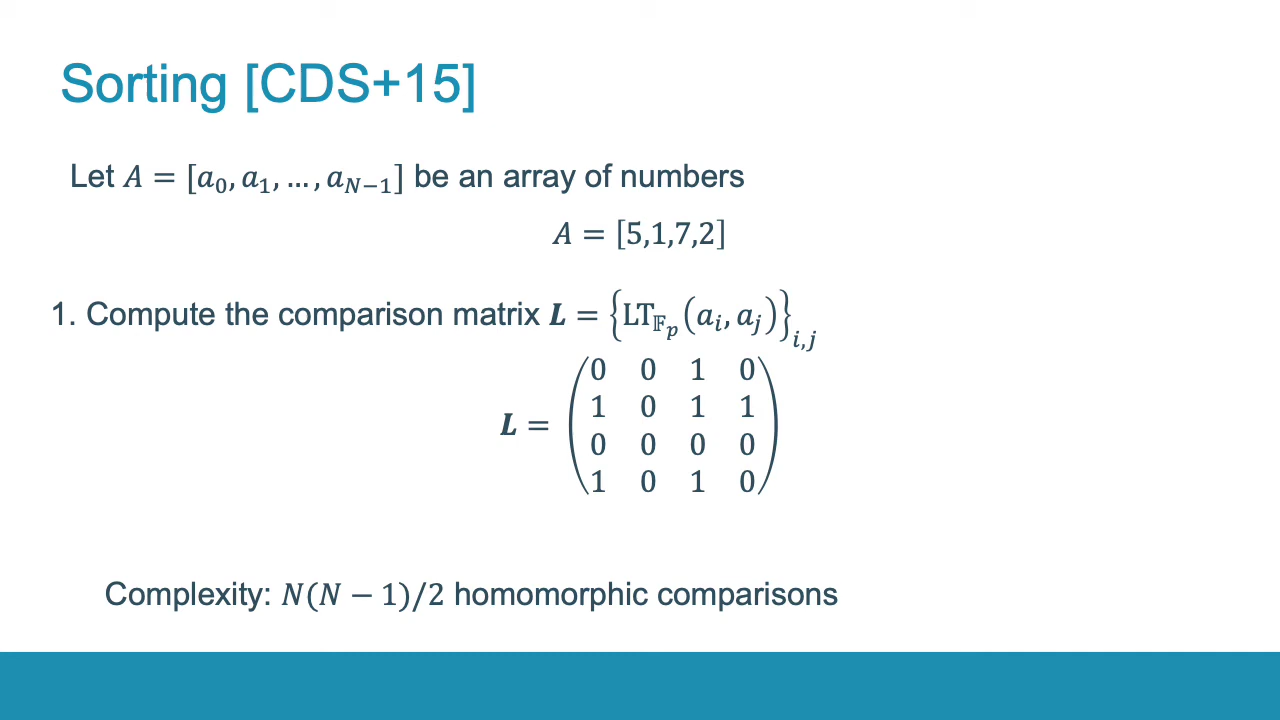 Sorting [CDS+15]
Let A = [a₀, a₁, …, a_{N−1}] be an array of numbers
A = [5,1,7,2]
1. Compute the comparison matrix L = {LT_{𝔽_p}(a_i, a_j)}_{i,j}
0 0 1 0
1 0 1 1
L =
0 0 0 0
1 0 1 0
Complexity: N(N − 1)/2 homomorphic comparisons